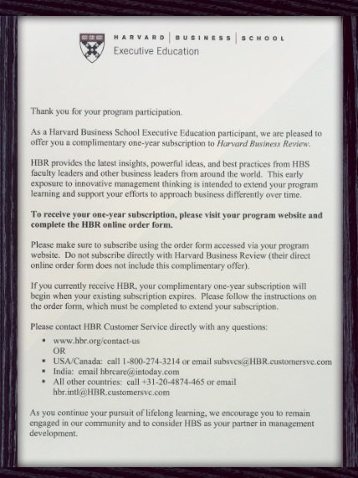 HARVARD | BUSINESS | SCHOOL
Executive Education
Thank you for your program participation.
As a Harvard Business School Executive Education participant, we are pleased to
offer you a complimentary one-year subscription to Harvard Business Review.
HBR provides the latest insights, powerful ideas, and best practices from HBS
faculty leaders and other business leaders from around the world. This early
exposure to innovative management thinking is intended to extend your program
learning and support your efforts to approach business differently over time.
To receive your one-year subscription, please visit your program website and
complete the HBR online order form.
Please make sure to subscribe using the order form accessed via your program
website. Do not subscribe directly with Harvard Business Review (their direct
online order form does not include this complimentary offer).
If you currently receive HBR, your complimentary one-year subscription will
begin when your existing subscription expires. Please follow the instructions on
the order form, which must be completed to extend your subscription.
Please contact HBR Customer Service directly with any questions:
• www.hbr.org/contact-us
OR
• USA/Canada: call 1-800-274-3214 or email subsvcs@HBR.customersvc.com
• India: email hbrcare@intoday.com
• All other countries: call +31-20-4874-465 or email
hbr.intl@HBR.customersvc.com
As you continue your pursuit of lifelong learning, we encourage you to remain
engaged in our community and to consider HBS as your partner in management
development.